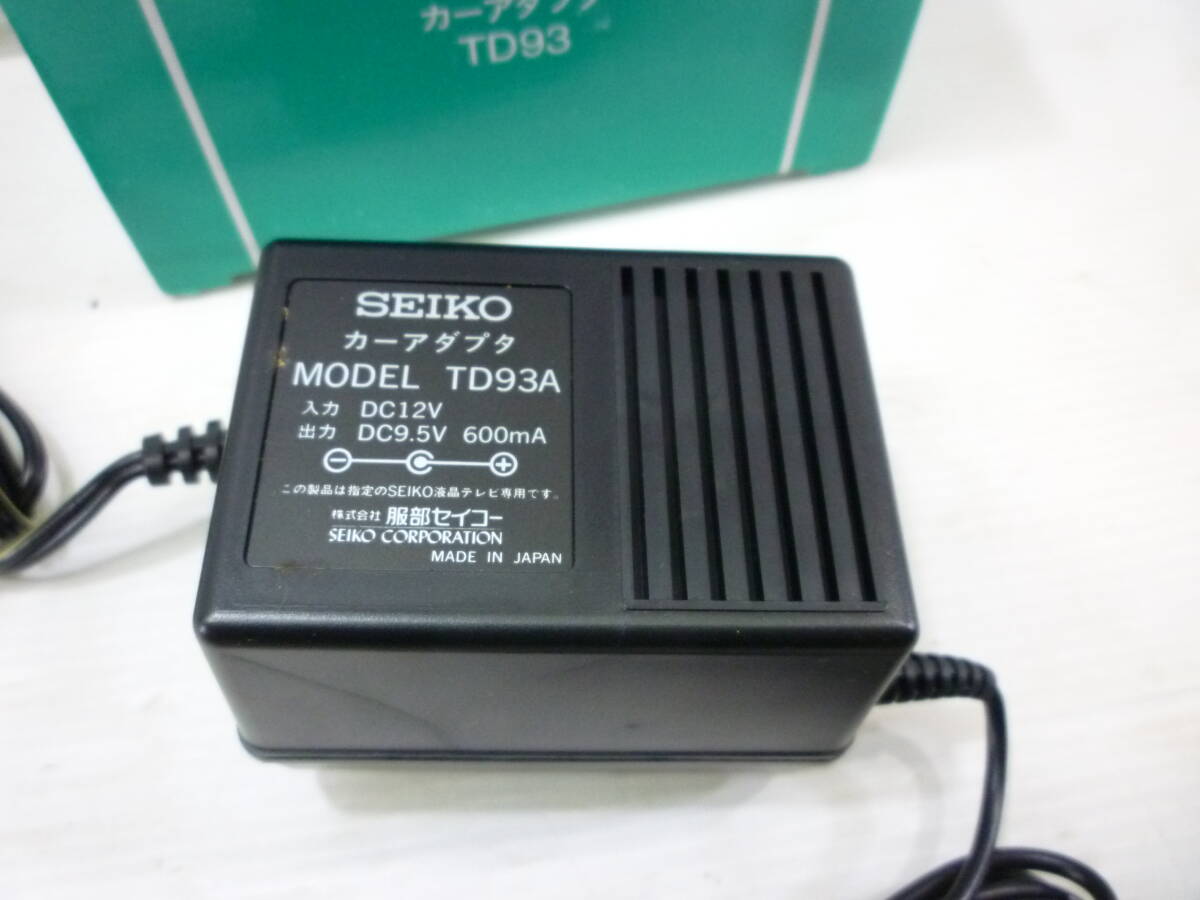 カーアダプタ
TD93
SEIKO
カーアダプタ
MODEL TD93A
入力 DC12V
出力 DC9.5V 600mA
この製品は指定のSEIKO液晶テレビ専用です。
株式会社 服部セイコー
SEIKO CORPORATION
MADE IN JAPAN